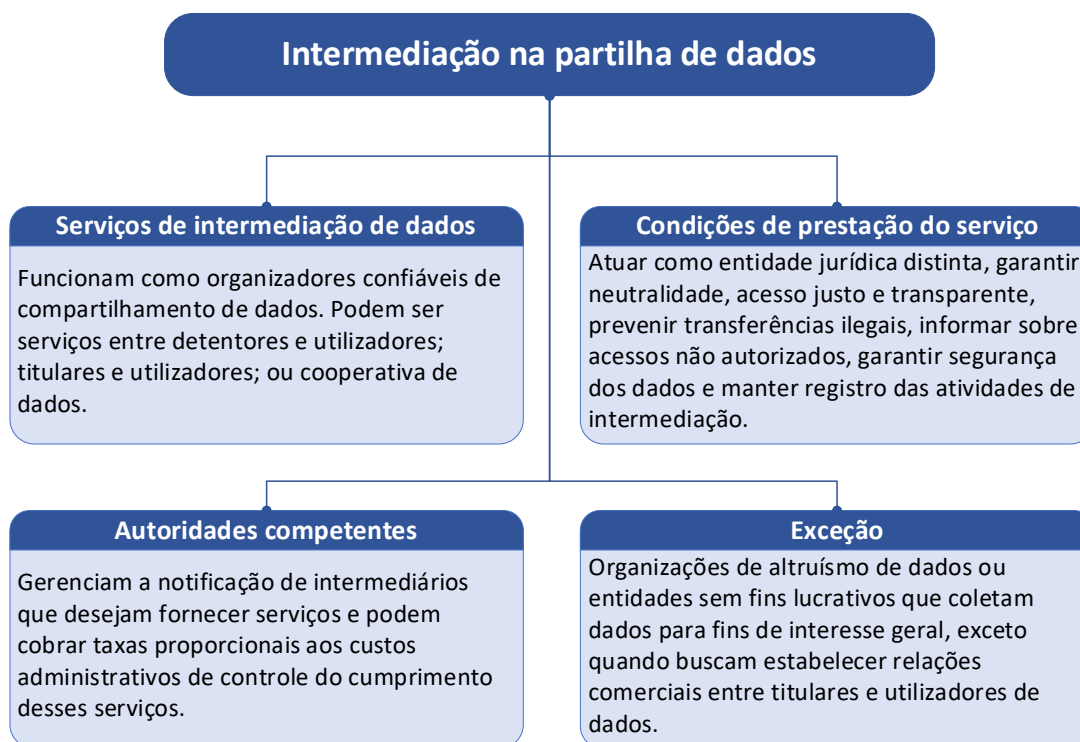 Intermediação na partilha de dados
Serviços de intermediação de dados
Funcionam como organizadores confiáveis de
compartilhamento de dados. Podem ser
serviços entre detentores e utilizadores;
titulares e utilizadores; ou cooperativa de
dados.
Condições de prestação do serviço
Atuar como entidade jurídica distinta, garantir
neutralidade, acesso justo e transparente,
prevenir transferências ilegais, informar sobre
acessos não autorizados, garantir segurança
dos dados e manter registro das atividades de
intermediação.
Autoridades competentes
Gerenciam a notificação de intermediários
que desejam fornecer serviços e podem
cobrar taxas proporcionais aos custos
administrativos de controle do cumprimento
desses serviços.
Exceção
Organizações de altruísmo de dados ou
entidades sem fins lucrativos que coletam
dados para fins de interesse geral, exceto
quando buscam estabelecer relações
comerciais entre titulares e utilizadores de
dados.